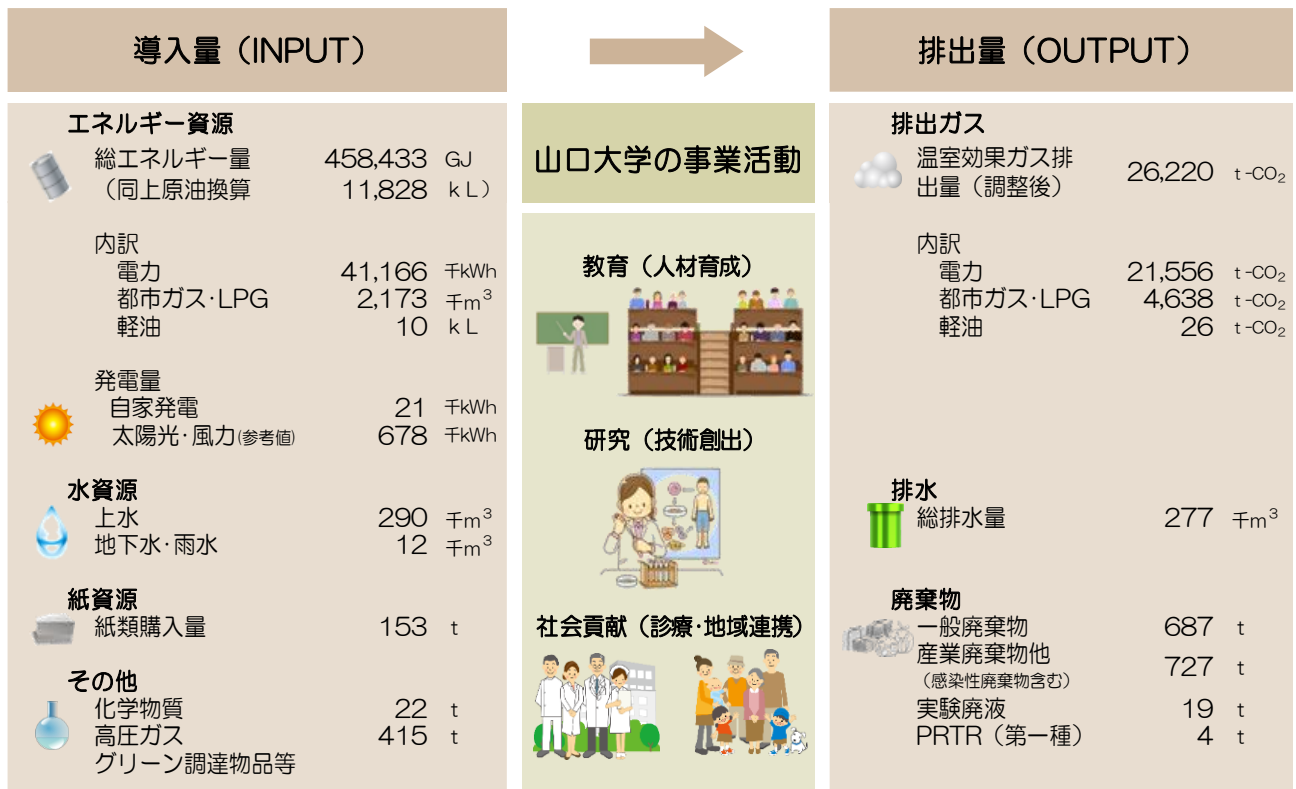 導入量（INPUT）
エネルギー資源
総エネルギー量 458,433 GJ
（同上原油換算 11,828 kL）
内訳
電力 41,166 千kWh
都市ガス・LPG 2,173 千m³
軽油 10 kL
発電量
自家発電 21 千kWh
太陽光・風力(参考値) 678 千kWh
水資源
上水 290 千m³
地下水・雨水 12 千m³
紙資源
紙類購入量 153 t
その他
化学物質 22 t
高圧ガス 415 t
グリーン調達物品等
山口大学の事業活動
教育（人材育成）
研究（技術創出）
社会貢献（診療・地域連携）
排出量（OUTPUT）
排出ガス
温室効果ガス排
出量（調整後） 26,220 t-CO₂
内訳
電力 21,556 t-CO₂
都市ガス・LPG 4,638 t-CO₂
軽油 26 t-CO₂
排水
総排水量 277 千m³
廃棄物
一般廃棄物 687 t
産業廃棄物他 727 t
（感染性廃棄物含む）
実験廃液 19 t
PRTR（第一種） 4 t